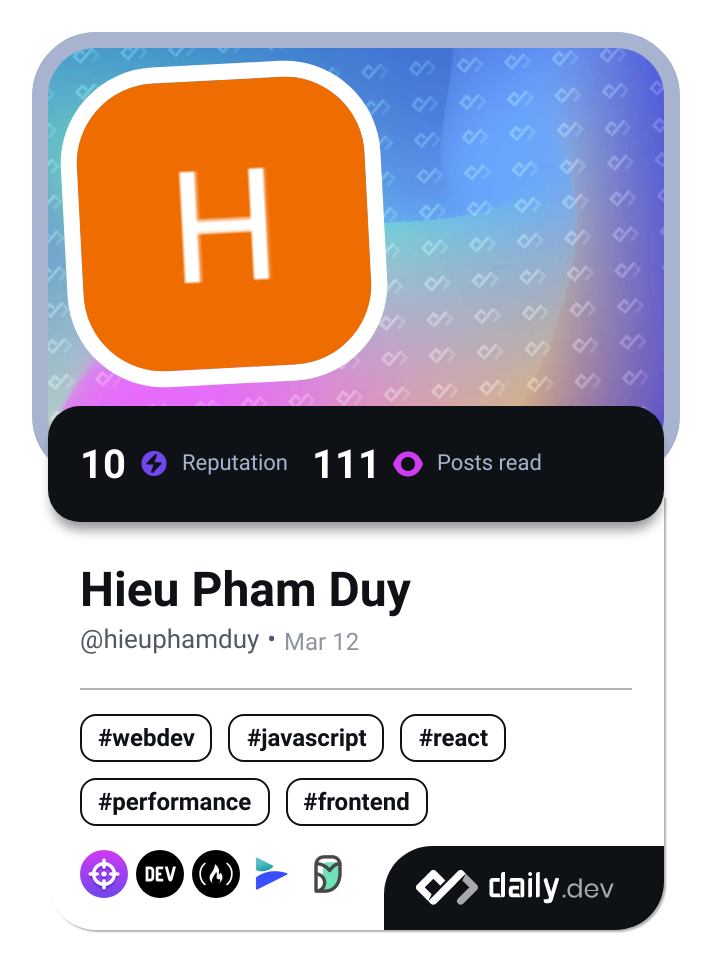 H
10 Reputation 111 Posts read
Hieu Pham Duy
@hieuphamduy • Mar 12
#webdev #javascript #react
#performance #frontend
DEV
daily.dev